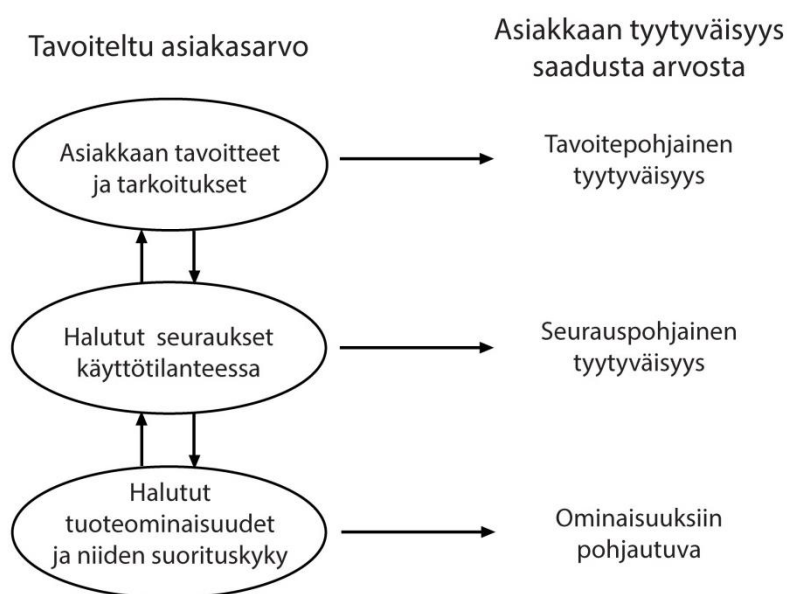 Tavoiteltu asiakasarvo
Asiakkaan tyytyväisyys
saadusta arvosta
Asiakkaan tavoitteet
ja tarkoitukset
Tavoitepohjainen
tyytyväisyys
Halutut seuraukset
käyttötilanteessa
Seurauspohjainen
tyytyväisyys
Halutut
tuoteominaisuudet
ja niiden suorituskyky
Ominaisuuksiin
pohjautuva